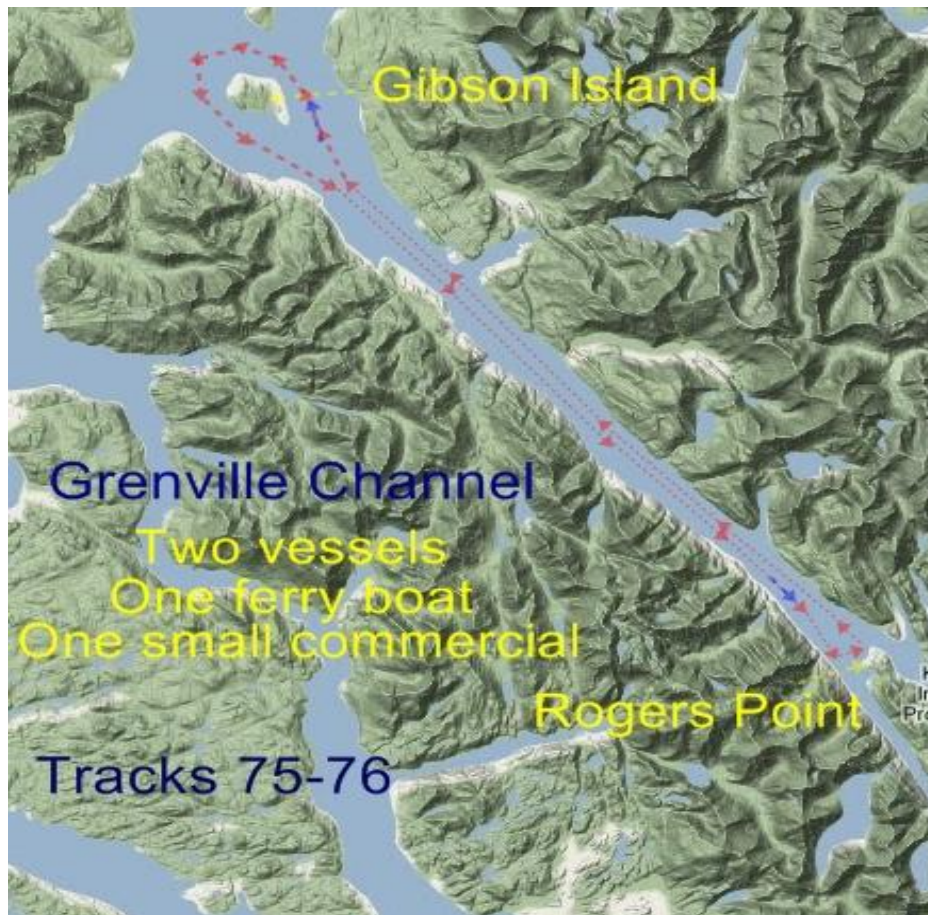 Gibson Island
Grenville Channel
Two vessels
One ferry boat
One small commercial
Rogers Point
Tracks 75-76